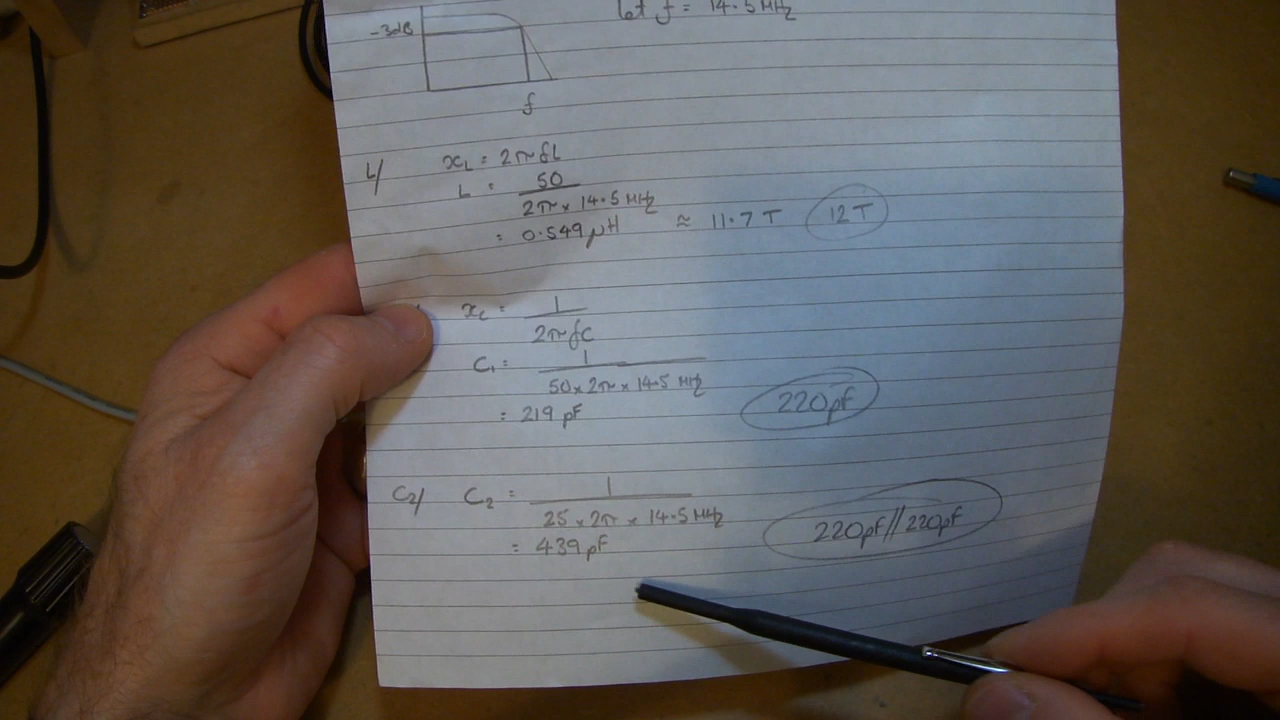 let f = 14.5 MHz
-3dB
f
L/ xL = 2πfL
L = 50
2π × 14.5 MHz
= 0.549 μH ≈ 11.7 T 12 T
xc = 1
2πfC
C1 = 1
50 × 2π × 14.5 MHz
= 219 pF 220pF
C2/ C2 = 1
25 × 2π × 14.5 MHz
= 439 pF 220pF//220pF